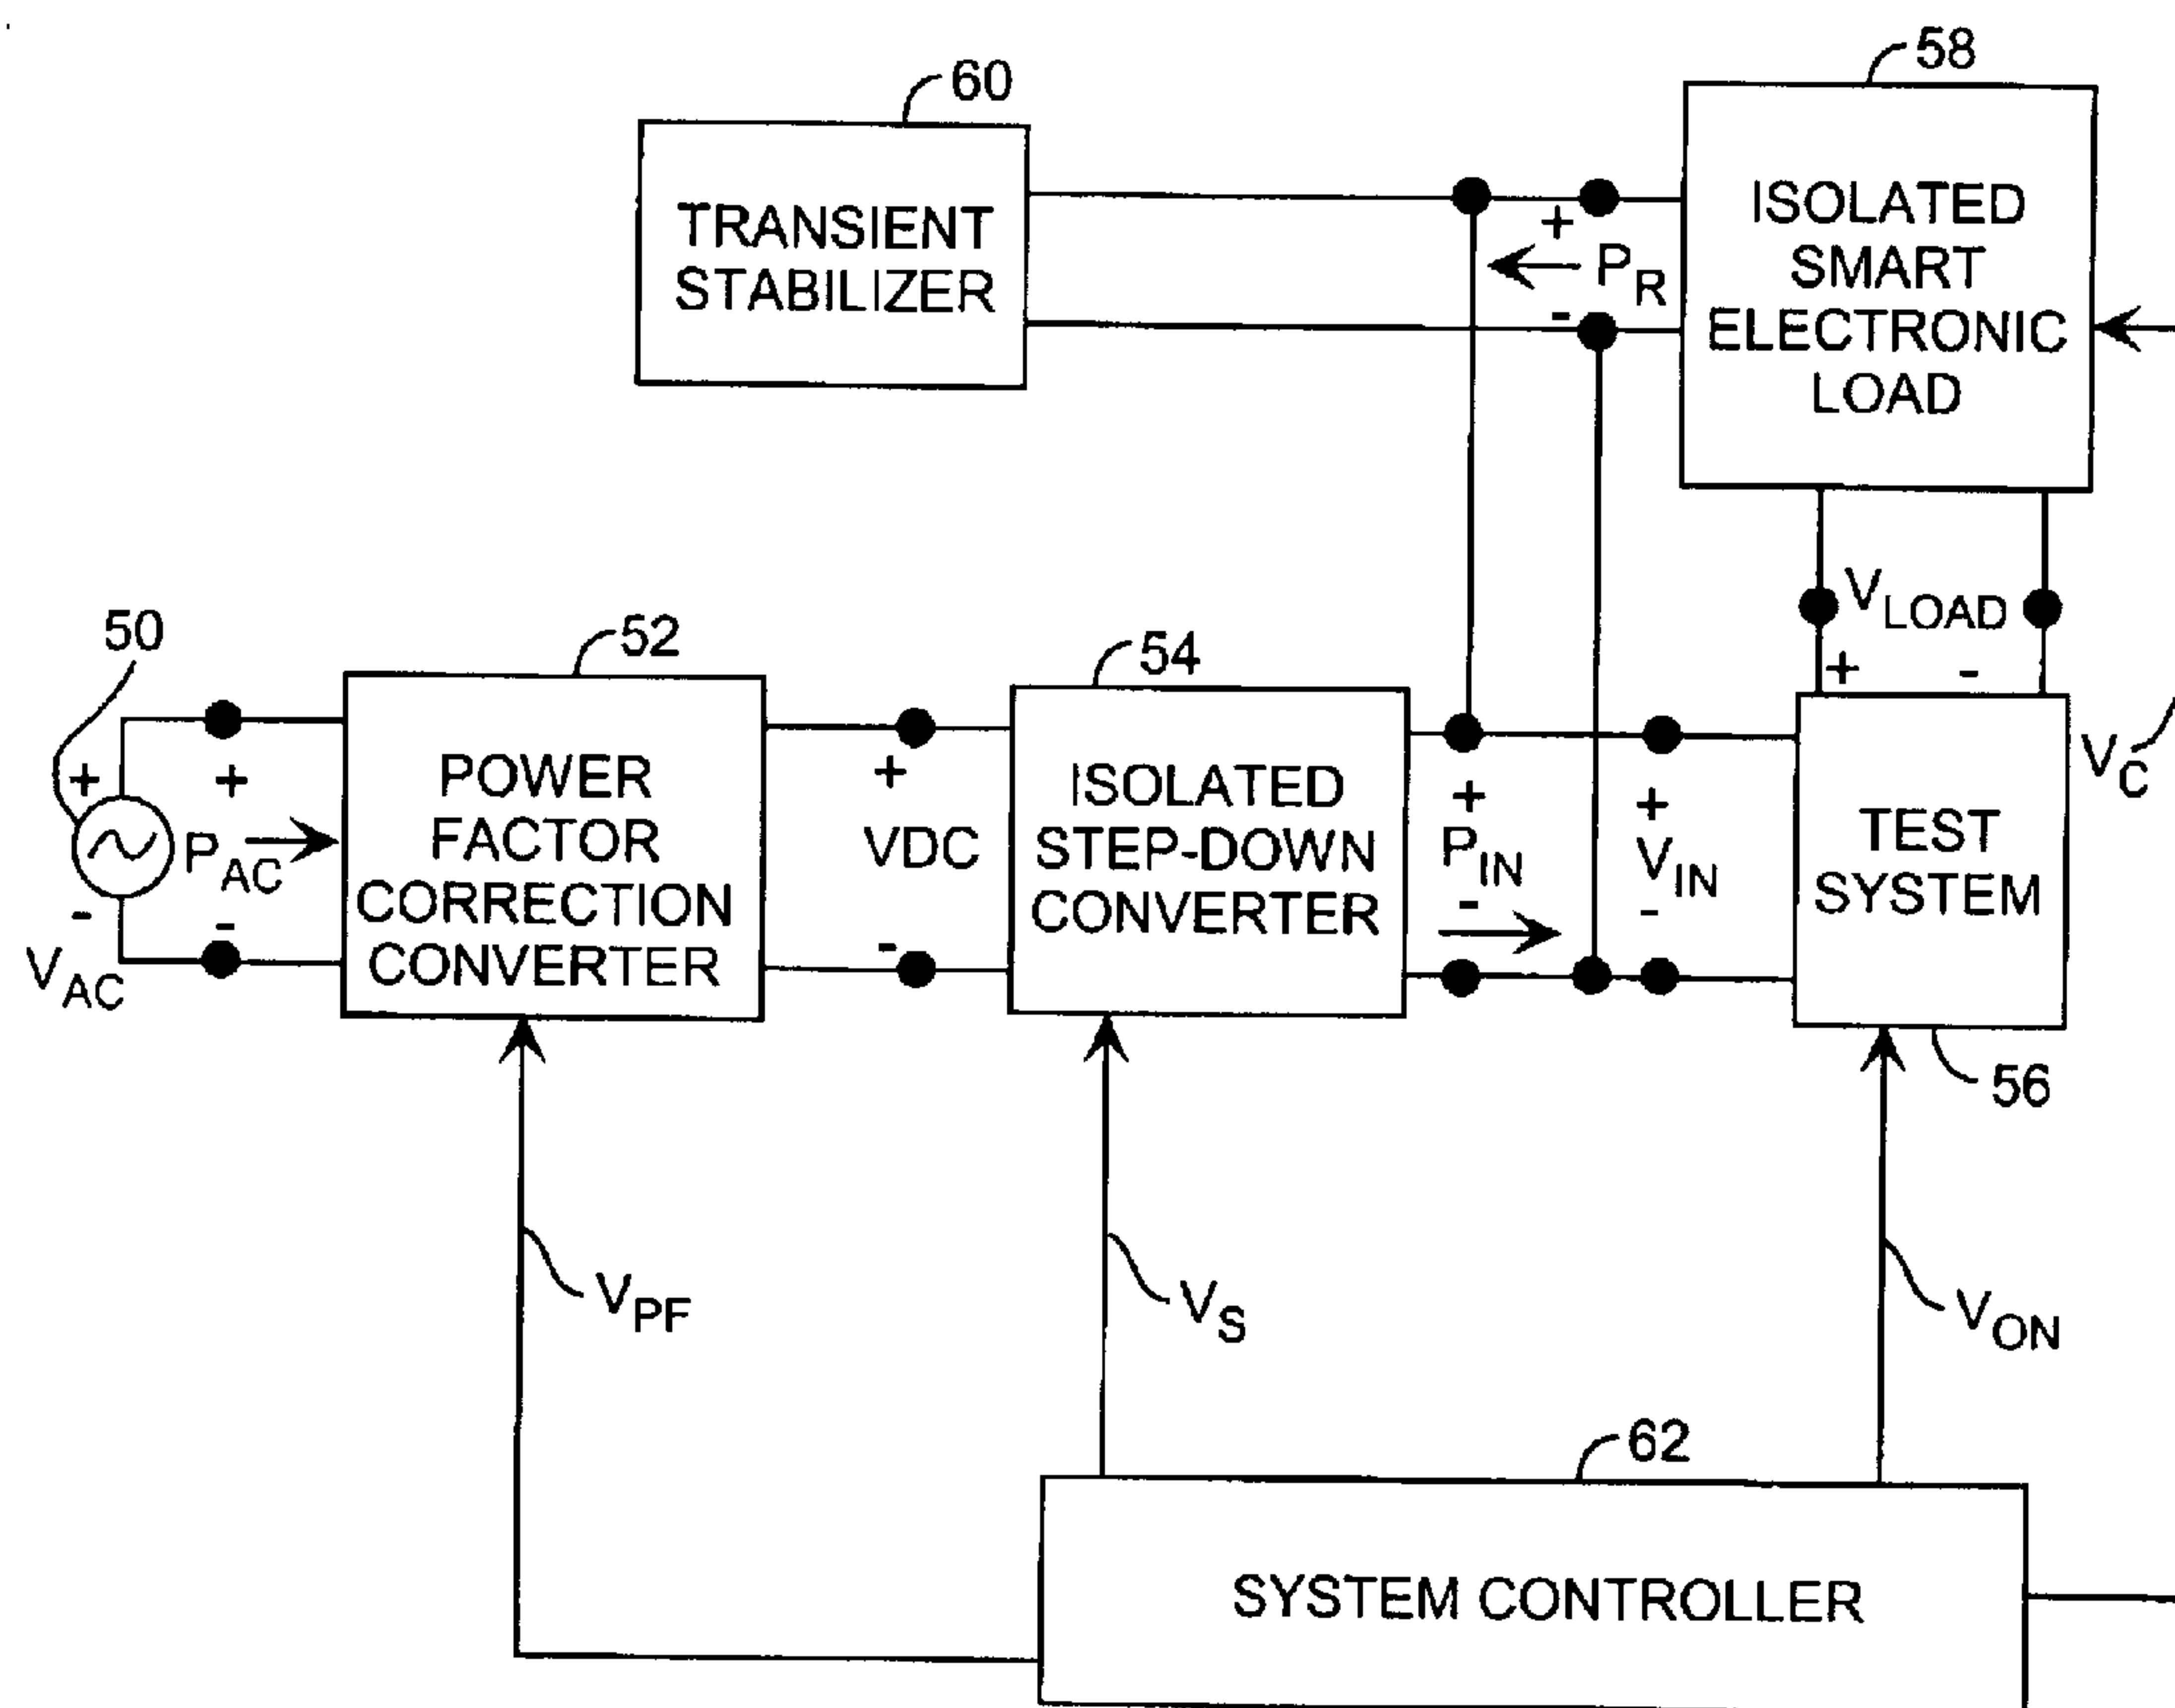 60
58
TRANSIENT
STABILIZER
+
P_R
-
ISOLATED
SMART
ELECTRONIC
LOAD
V_LOAD
+ -
50
52
54
+
+
P_AC
-
-
V_AC
POWER
FACTOR
CORRECTION
CONVERTER
+
VDC
-
ISOLATED
STEP-DOWN
CONVERTER
+
P_IN
-
+
V_IN
-
TEST
SYSTEM
V_C
56
V_PF
V_S
V_ON
62
SYSTEM CONTROLLER